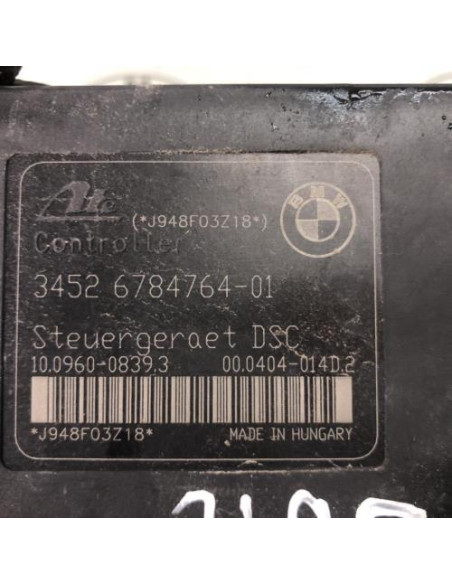 Ate
(*J948F03Z18*)
BMW
Controller
3452 6784764-01
Steuergeraet DSC
10.0960-0839.3 00.0404-014D.2
*J948F03Z18*
MADE IN HUNGARY